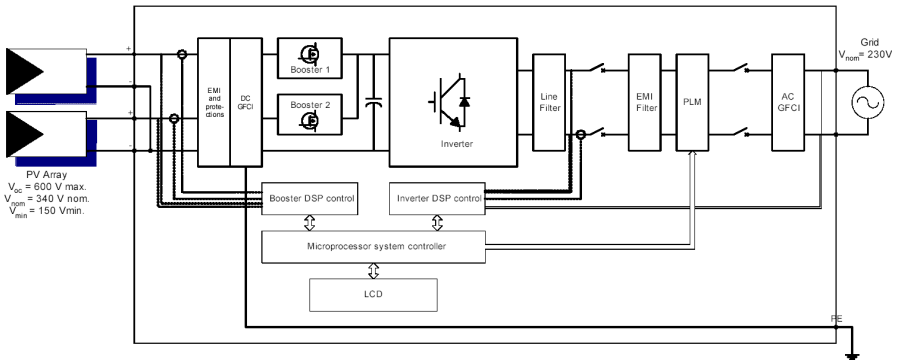 +
-
+
-
PV Array
Voc = 600 V max.
Vnom = 340 V nom.
Vmin = 150 Vmin.
EMI
and
prote-
ctions
DC
GFCI
Booster 1
Booster 2
Inverter
Line
Filter
EMI
Filter
PLM
AC
GFCI
Grid
Vnom= 230V
Booster DSP control
Inverter DSP control
Microprocessor system controller
LCD
PE